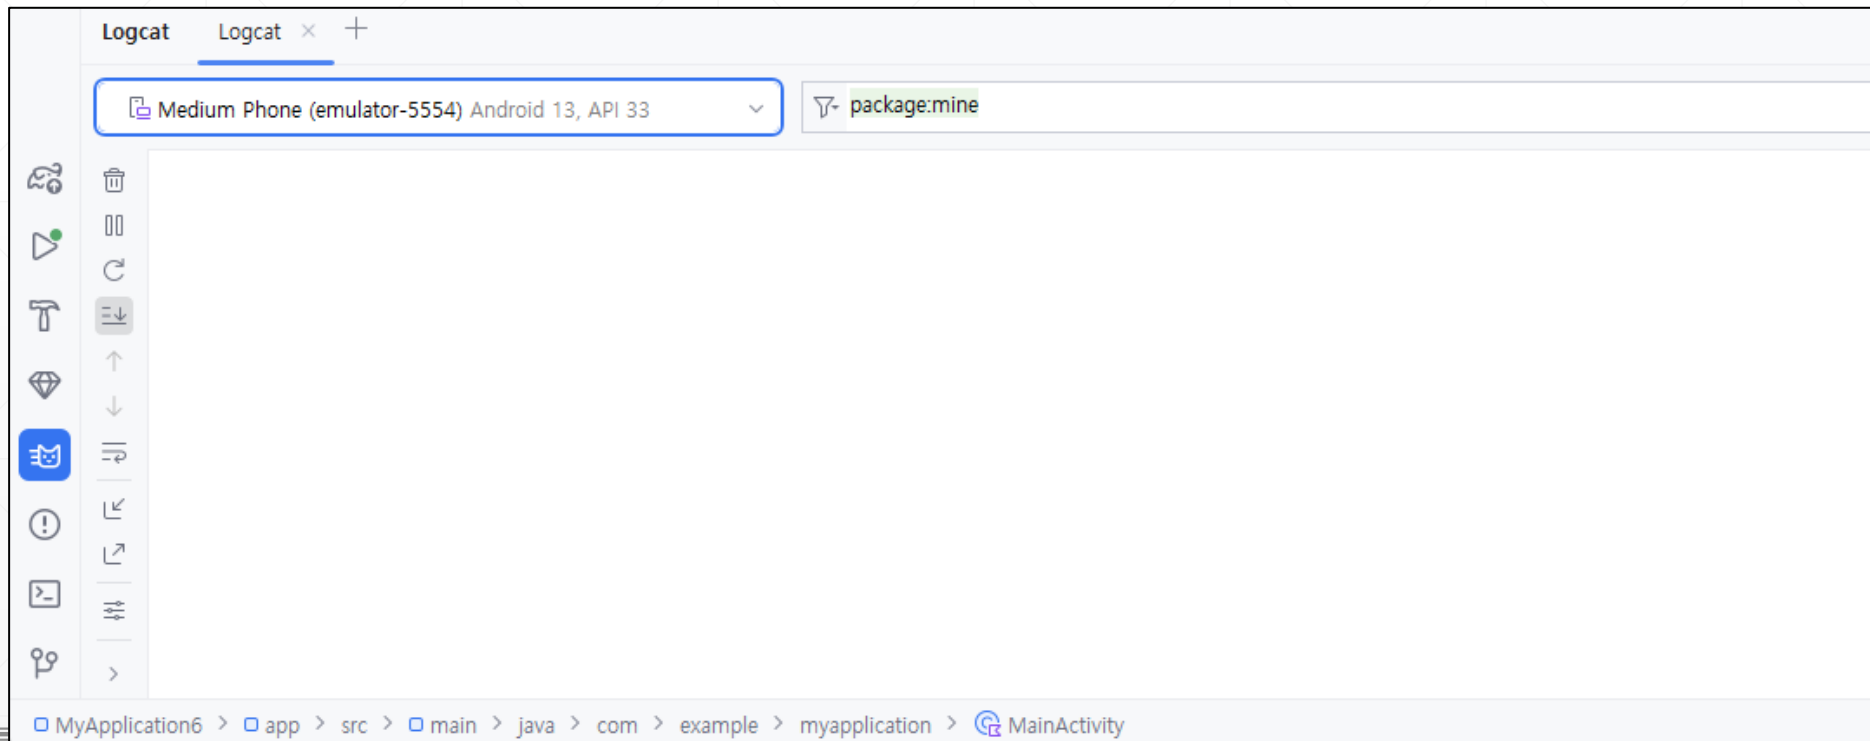 Logcat Logcat
Medium Phone (emulator-5554) Android 13, API 33 package:mine
MyApplication6 > app > src > main > java > com > example > myapplication > MainActivity